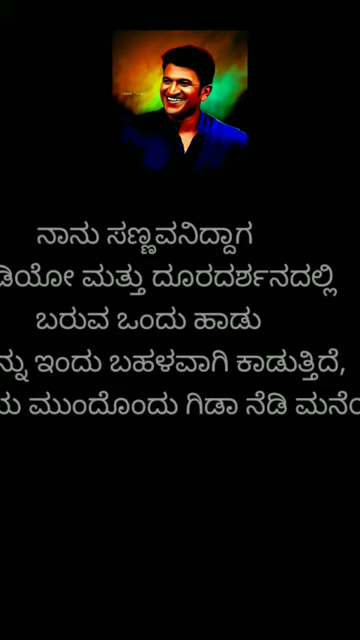 ನಾನು ಸಣ್ಣವನಿದ್ದಾಗ
ಡಿಯೋ ಮತ್ತು ದೂರದರ್ಶನದಲ್ಲಿ
ಬರುವ ಒಂದು ಹಾಡು
ನ್ನು ಇಂದು ಬಹಳವಾಗಿ ಕಾಡುತ್ತಿದೆ,
ಯ ಮುಂದೊಂದು ಗಿಡಾ ನೆಡಿ